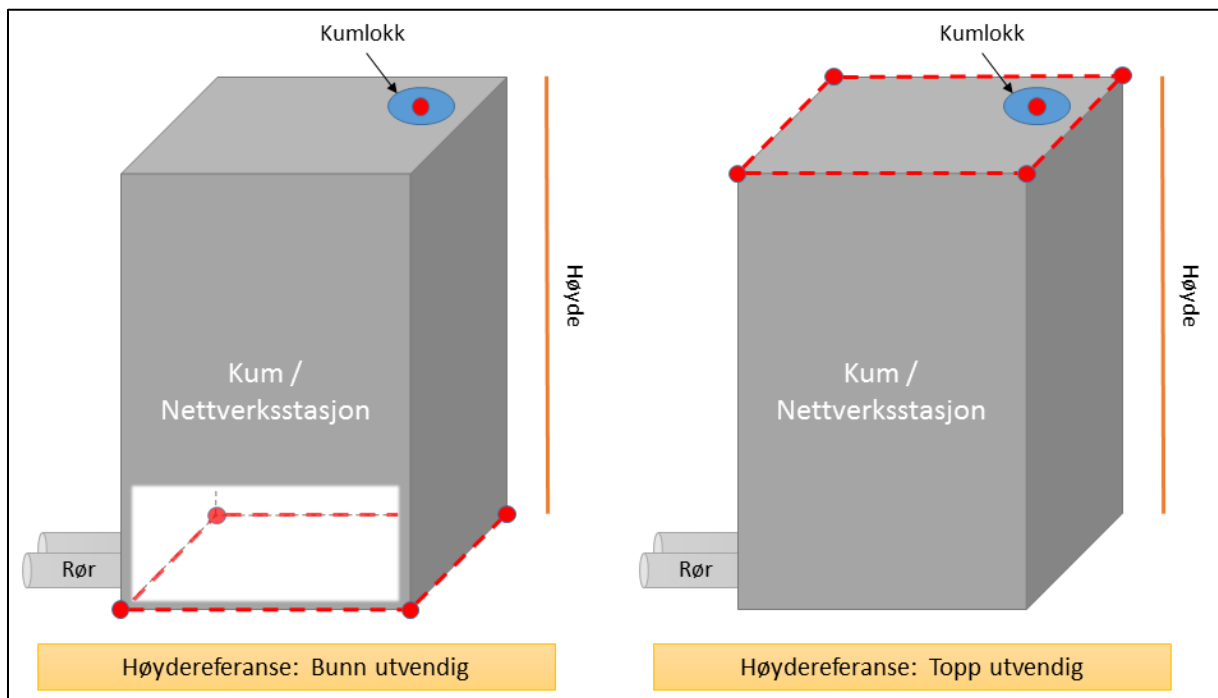 Kumlokk
Høyde
Kum /
Nettverksstasjon
Rør
Høydereferanse: Bunn utvendig
Kumlokk
Høyde
Kum /
Nettverksstasjon
Rør
Høydereferanse: Topp utvendig